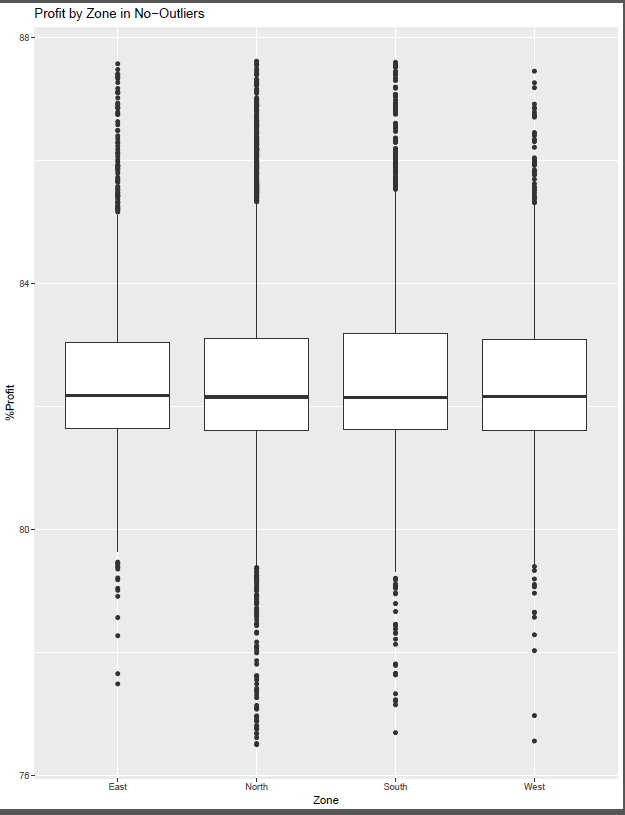 Profit by Zone in No−Outliers
88
84
80
76
%Profit
East North South West
Zone